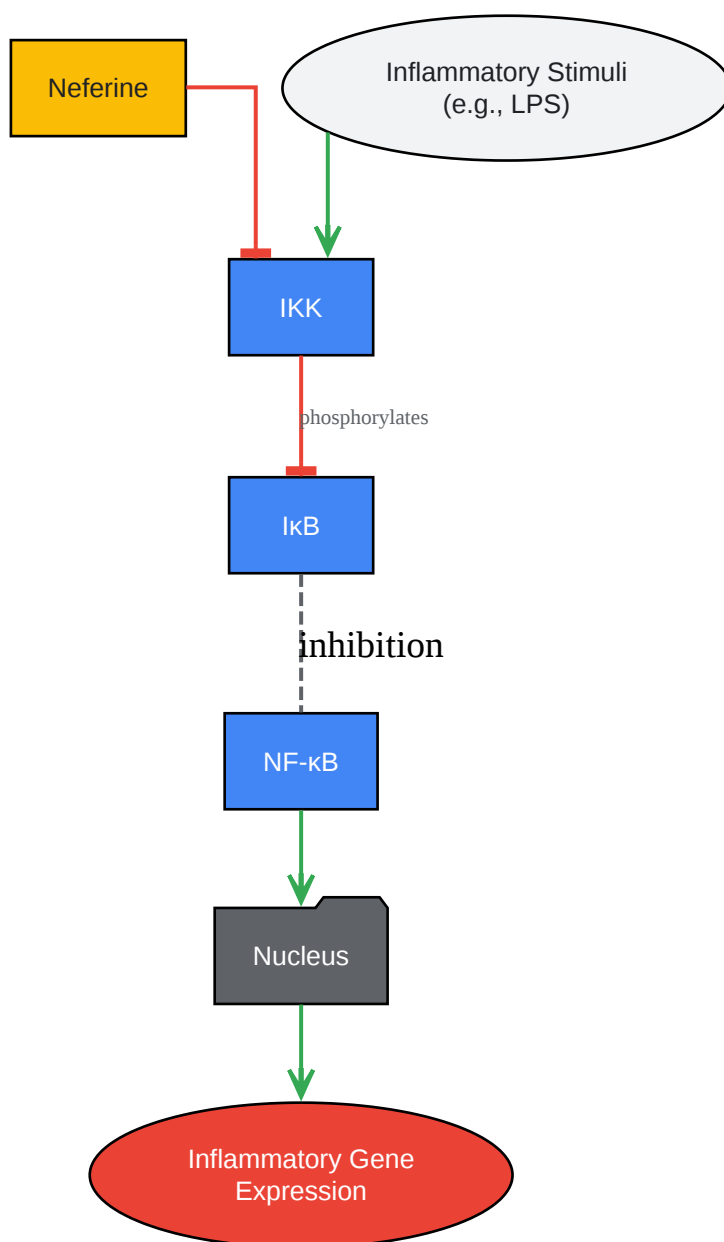 Neferine
Inflammatory Stimuli
(e.g., LPS)
IKK
phosphorylates
IκB
inhibition
NF-κB
Nucleus
Inflammatory Gene
Expression